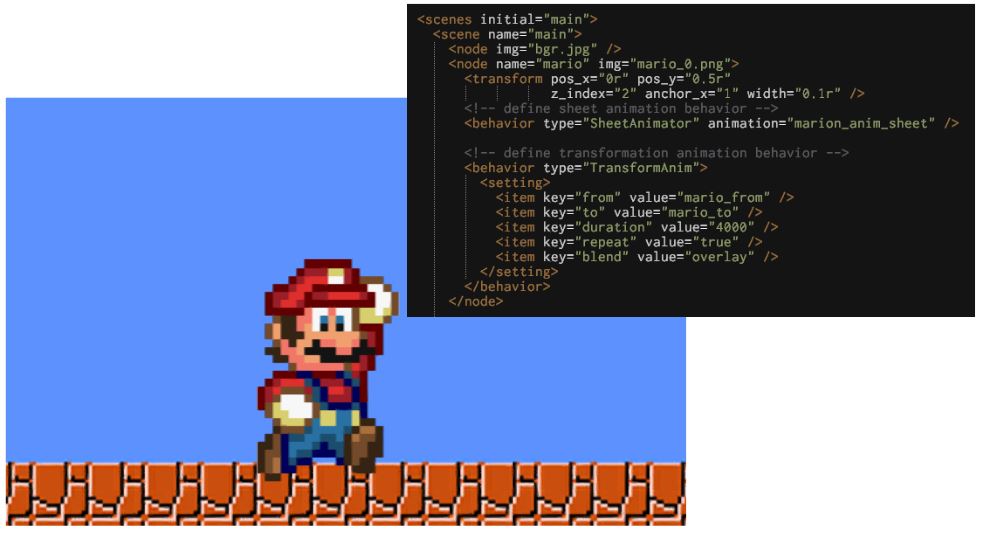 <scenes initial="main">
<scene name="main">
<node img="bgr.jpg" />
<node name="mario" img="mario_0.png">
<transform pos_x="0r" pos_y="0.5r"
z_index="2" anchor_x="1" width="0.1r" />
<!-- define sheet animation behavior -->
<behavior type="SheetAnimator" animation="marion_anim_sheet" />
<!-- define transformation animation behavior -->
<behavior type="TransformAnim">
<setting>
<item key="from" value="mario_from" />
<item key="to" value="mario_to" />
<item key="duration" value="4000" />
<item key="repeat" value="true" />
<item key="blend" value="overlay" />
</setting>
</behavior>
</node>